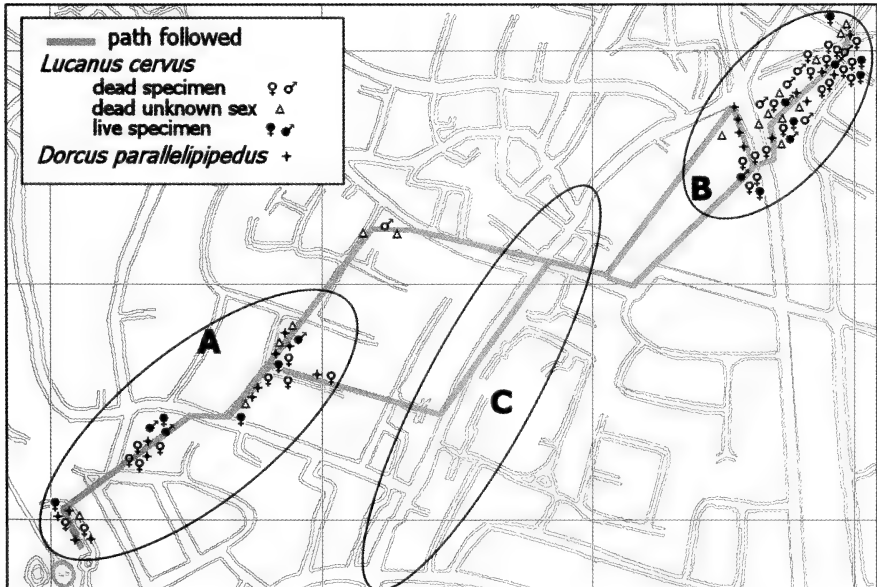 path followed
Lucanus cervus
dead specimen ♀ ♂
dead unknown sex △
live specimen
Dorcus parallelipipedus +
A
B
C